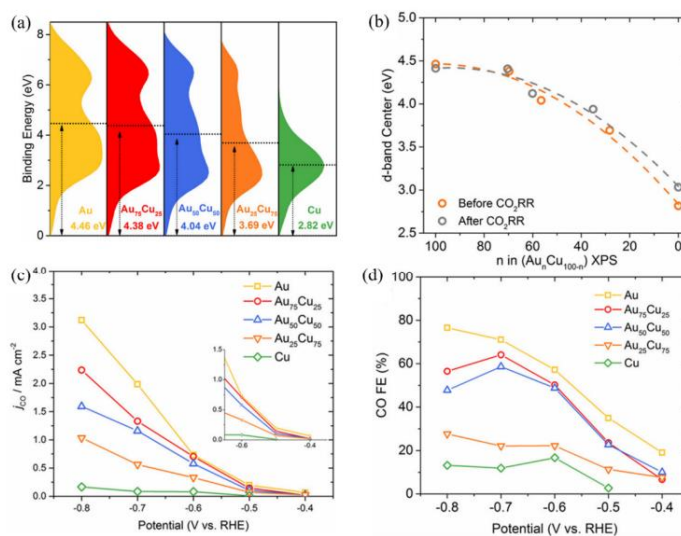 (a)
Binding Energy (eV)
8
6
4
2
0
Au
4.46 eV
Au₇₅Cu₂₅
4.38 eV
Au₅₀Cu₅₀
4.04 eV
Au₂₅Cu₇₅
3.69 eV
Cu
2.82 eV
(b)
d-band Center (eV)
5.0
4.5
4.0
3.5
3.0
2.5
Before CO₂RR
After CO₂RR
100 80 60 40 20 0
n in (AuₙCu₁₀₀₋ₙ) XPS
(c)
j_CO / mA cm⁻²
4.0
3.5
3.0
2.5
2.0
1.5
1.0
0.5
0.0
Au
Au₇₅Cu₂₅
Au₅₀Cu₅₀
Au₂₅Cu₇₅
Cu
1.5
1.0
0.5
0.0
-0.6 -0.4
-0.8 -0.7 -0.6 -0.5 -0.4
Potential (V vs. RHE)
(d)
CO FE (%)
100
80
60
40
20
0
Au
Au₇₅Cu₂₅
Au₅₀Cu₅₀
Au₂₅Cu₇₅
Cu
-0.8 -0.7 -0.6 -0.5 -0.4
Potential (V vs. RHE)